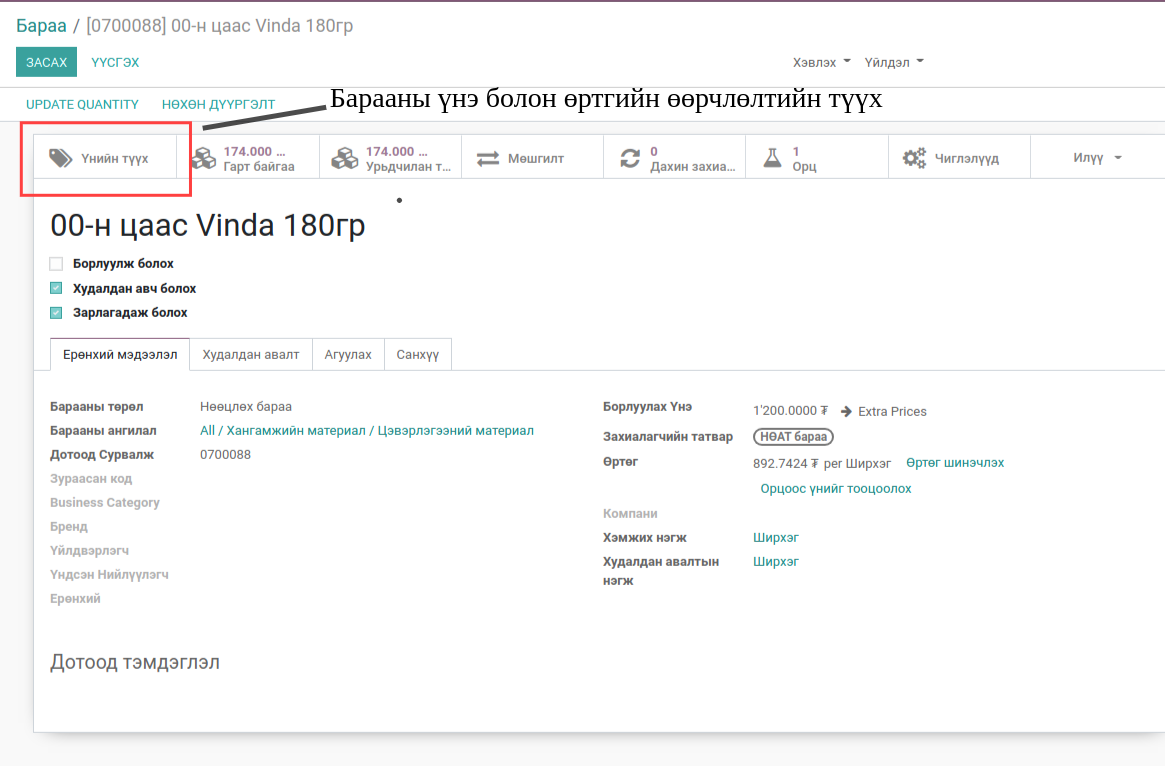 Бараа / [0700088] 00-н цаас Vinda 180гр
ЗАСАХ ҮҮСГЭХ
Хэвлэх Үйлдэл
UPDATE QUANTITY НӨХӨН ДҮҮРГЭЛТ
Барааны үнэ болон өртгийн өөрчлөлтийн түүх
Үнийн түүх
174.000 ...
Гарт байгаа
174.000 ...
Урьдчилан т...
Мөшгилт
0
Дахин захиа...
1
Орц
Чиглэлүүд
Илүү
00-н цаас Vinda 180гр
Борлуулж болох
Худалдан авч болох
Зарлагадаж болох
Ерөнхий мэдээлэл Худалдан авалт Агуулах Санхүү
Барааны төрөл Нөөцлөх бараа
Барааны ангилал All / Хангамжийн материал / Цэвэрлэгээний материал
Дотоод Сурвалж 0700088
Зураасан код
Business Category
Бренд
Үйлдвэрлэгч
Үндсэн Нийлүүлэгч
Ерөнхий
Борлуулах Үнэ 1'200.0000 ₮ Extra Prices
Захиалагчийн татвар НӨАТ бараа
Өртөг 892.7424 ₮ per Ширхэг Өртөг шинэчлэх
Орцоос үнийг тооцоолох
Компани
Хэмжих нэгж Ширхэг
Худалдан авалтын Ширхэг
нэгж
Дотоод тэмдэглэл